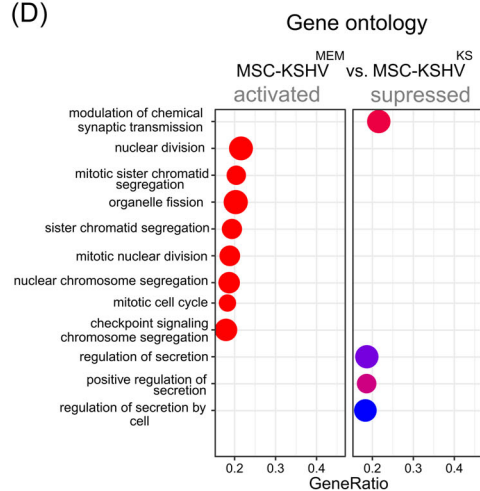 (D)
Gene ontology
MSC-KSHV^MEM vs. MSC-KSHV^KS
activated supressed
modulation of chemical
synaptic transmission
nuclear division
mitotic sister chromatid
segregation
organelle fission
sister chromatid segregation
mitotic nuclear division
nuclear chromosome segregation
mitotic cell cycle
checkpoint signaling
chromosome segregation
regulation of secretion
positive regulation of
secretion
regulation of secretion by
cell
0.2 0.3 0.4 0.2 0.3 0.4
GeneRatio